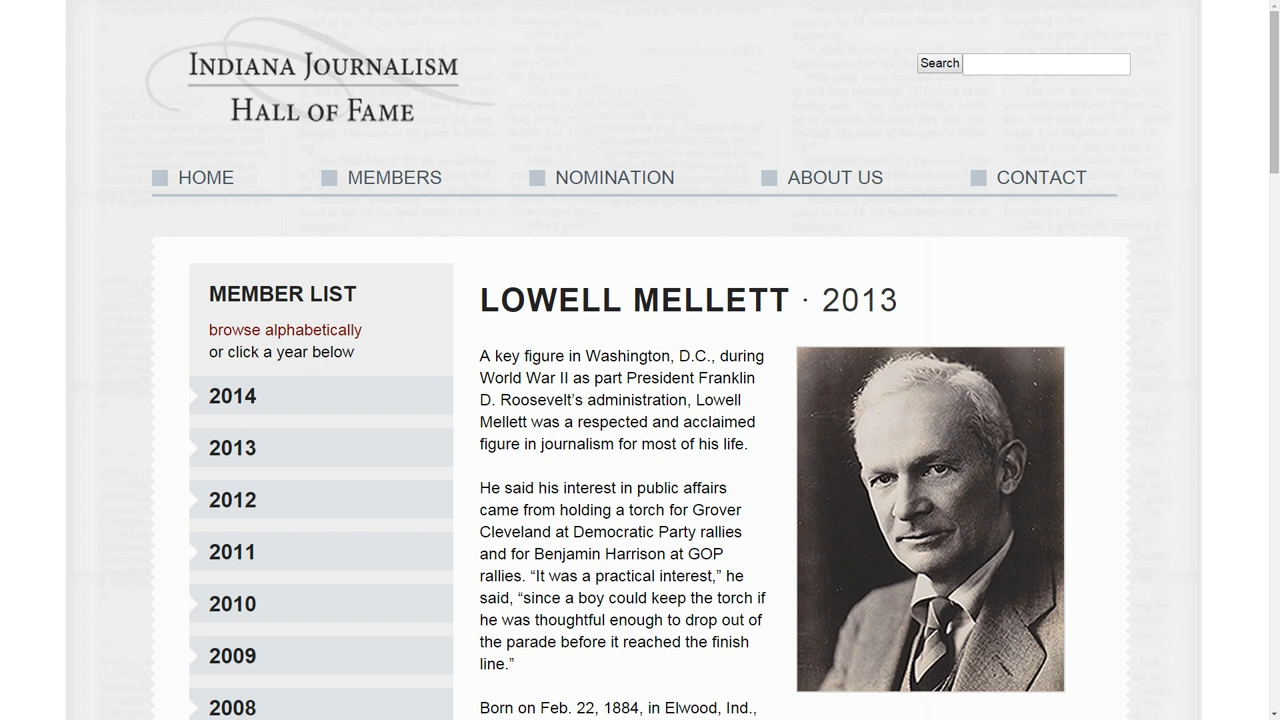 INDIANA JOURNALISM
HALL OF FAME
Search
HOME
MEMBERS
NOMINATION
ABOUT US
CONTACT
MEMBER LIST
browse alphabetically
or click a year below
2014
2013
2012
2011
2010
2009
2008
LOWELL MELLETT · 2013
A key figure in Washington, D.C., during
World War II as part President Franklin
D. Roosevelt’s administration, Lowell
Mellett was a respected and acclaimed
figure in journalism for most of his life.
He said his interest in public affairs
came from holding a torch for Grover
Cleveland at Democratic Party rallies
and for Benjamin Harrison at GOP
rallies. “It was a practical interest,” he
said, “since a boy could keep the torch if
he was thoughtful enough to drop out of
the parade before it reached the finish
line.”
Born on Feb. 22, 1884, in Elwood, Ind.,